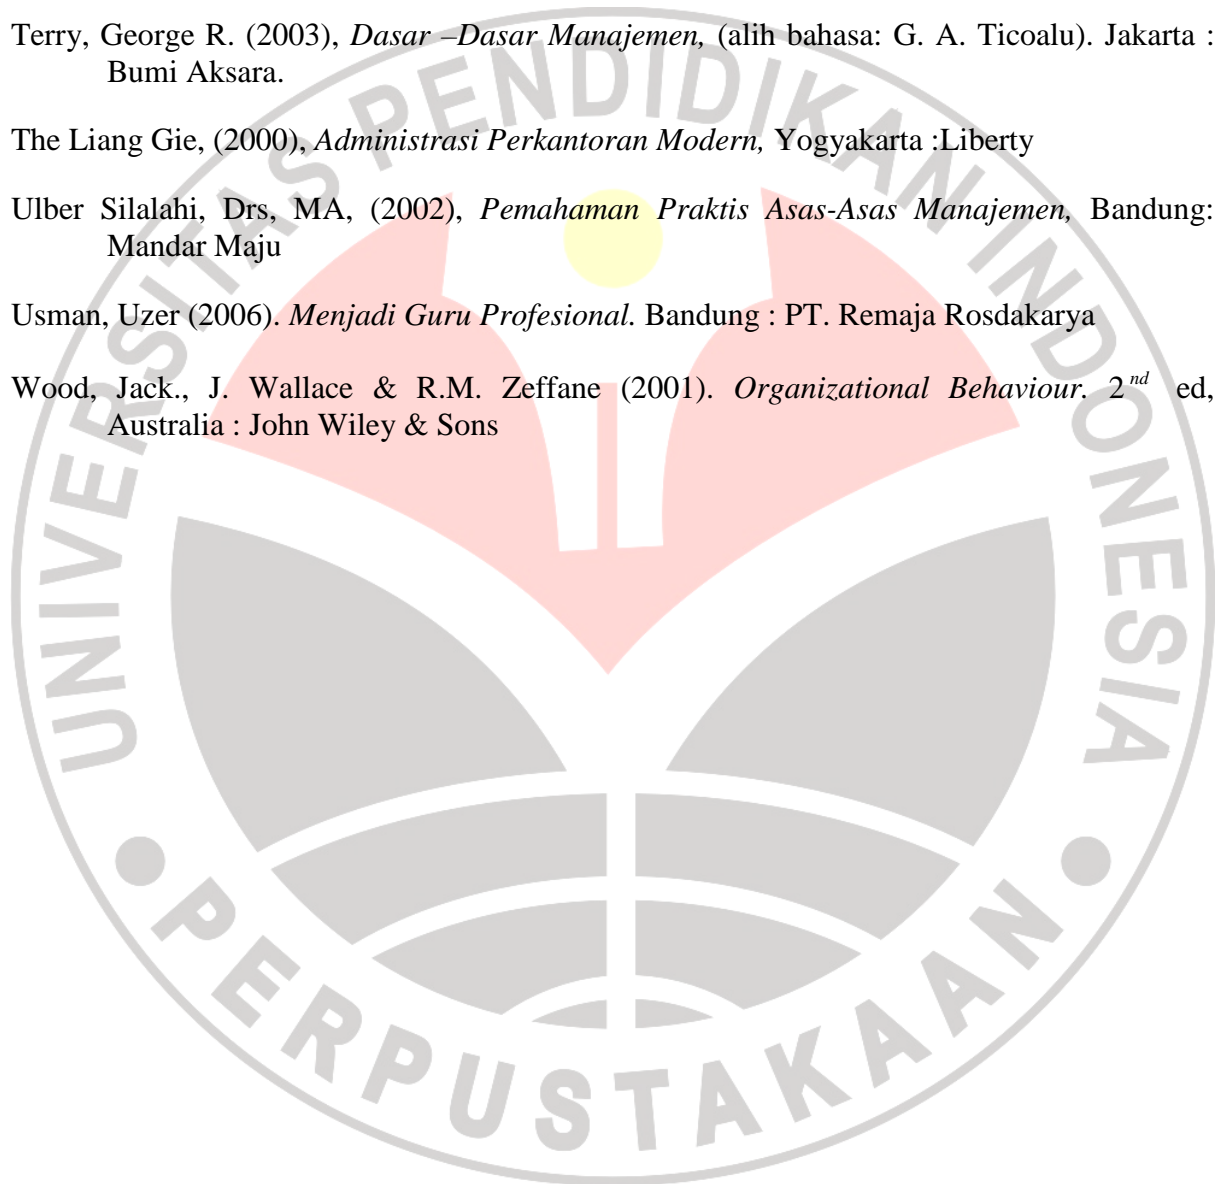 Terry, George R. (2003), Dasar –Dasar Manajemen, (alih bahasa: G. A. Ticoalu). Jakarta :
Bumi Aksara.
The Liang Gie, (2000), Administrasi Perkantoran Modern, Yogyakarta :Liberty
Ulber Silalahi, Drs, MA, (2002), Pemahaman Praktis Asas-Asas Manajemen, Bandung:
Mandar Maju
Usman, Uzer (2006). Menjadi Guru Profesional. Bandung : PT. Remaja Rosdakarya
Wood, Jack., J. Wallace & R.M. Zeffane (2001). Organizational Behaviour. 2nd ed,
Australia : John Wiley & Sons
UNIVERSITAS PENDIDIKAN INDONESIA
PERPUSTAKAAN